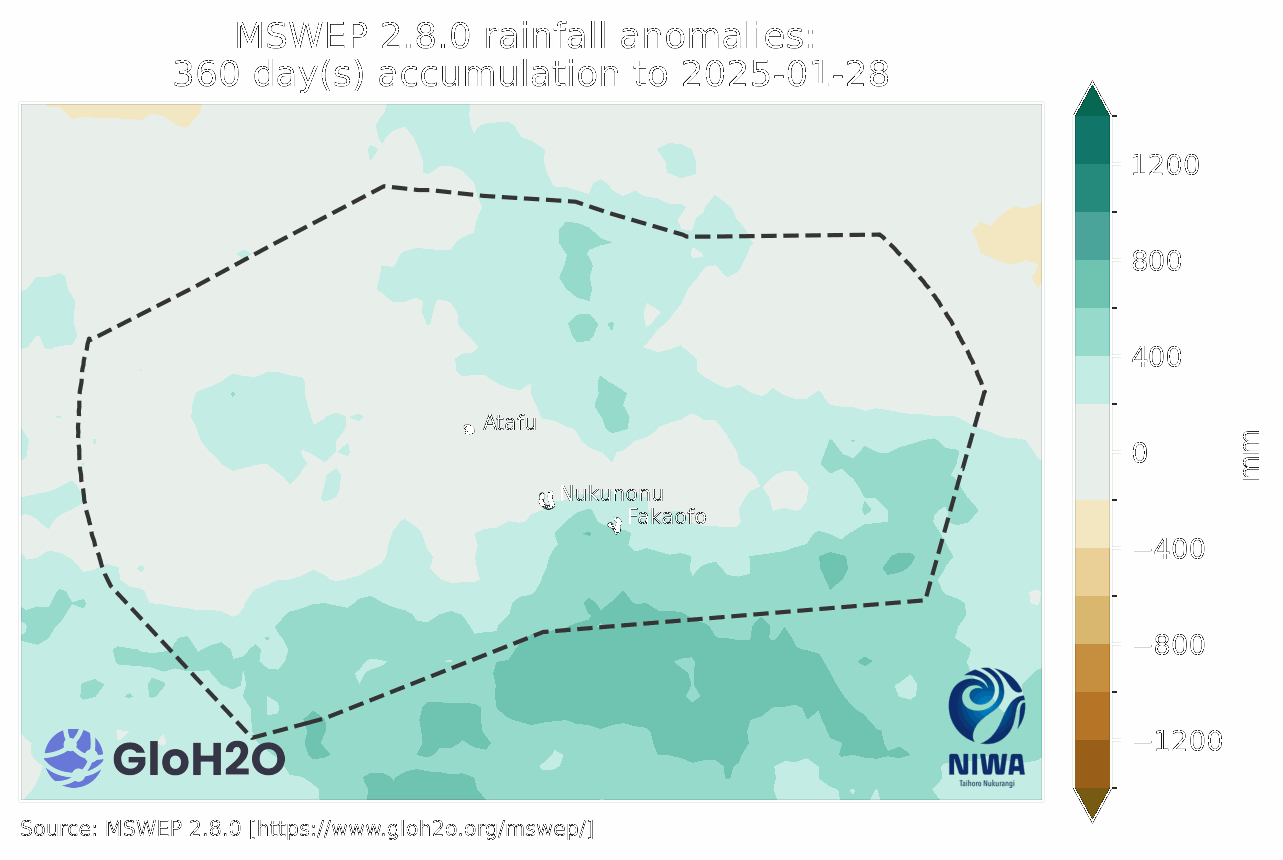 MSWEP 2.8.0 rainfall anomalies:
360 day(s) accumulation to 2025-01-28
1200
800
400
0
−400
−800
−1200
mm
Atafu
Nukunonu
Fakaofo
GloH2O
NIWA
Taihoro Nukurangi
Source: MSWEP 2.8.0 [https://www.gloh2o.org/mswep/]